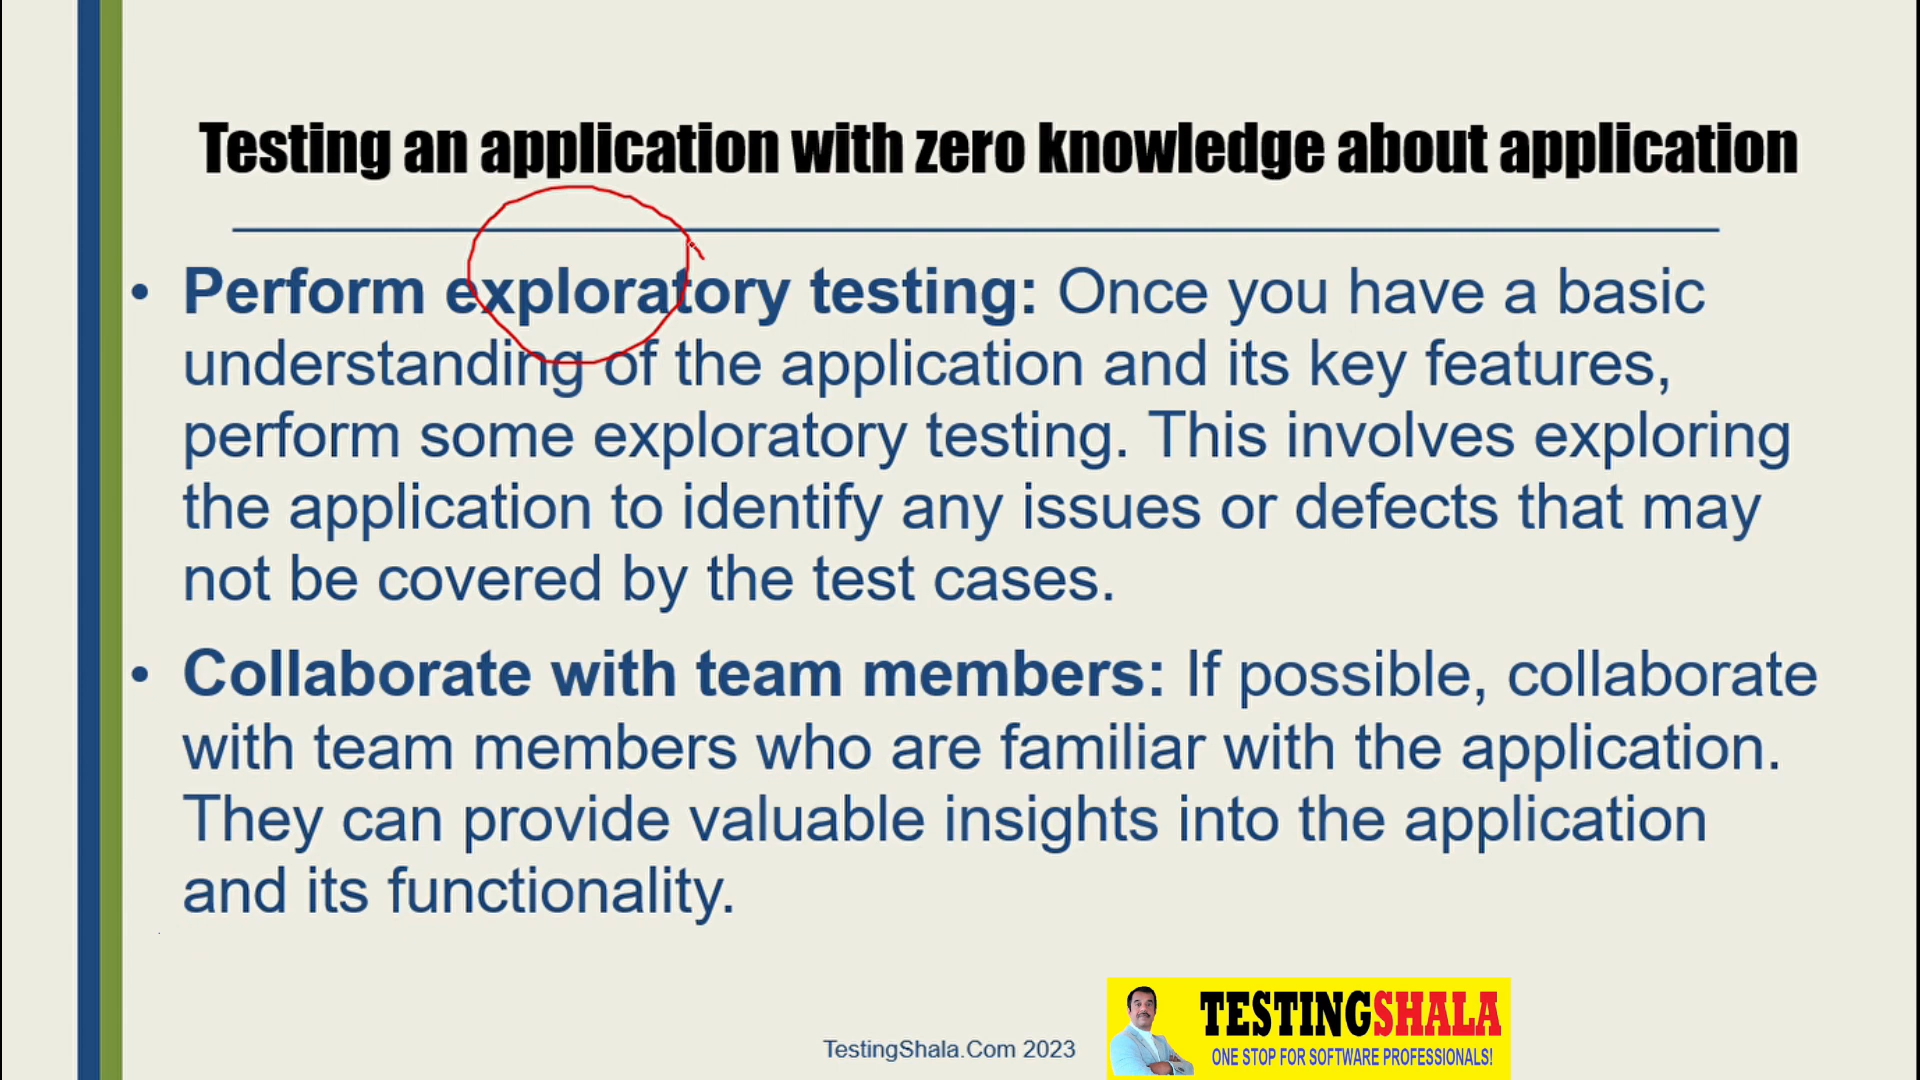 Testing an application with zero knowledge about application
• Perform exploratory testing: Once you have a basic
understanding of the application and its key features,
perform some exploratory testing. This involves exploring
the application to identify any issues or defects that may
not be covered by the test cases.
• Collaborate with team members: If possible, collaborate
with team members who are familiar with the application.
They can provide valuable insights into the application
and its functionality.
TestingShala.Com 2023
TESTINGSHALA
ONE STOP FOR SOFTWARE PROFESSIONALS!